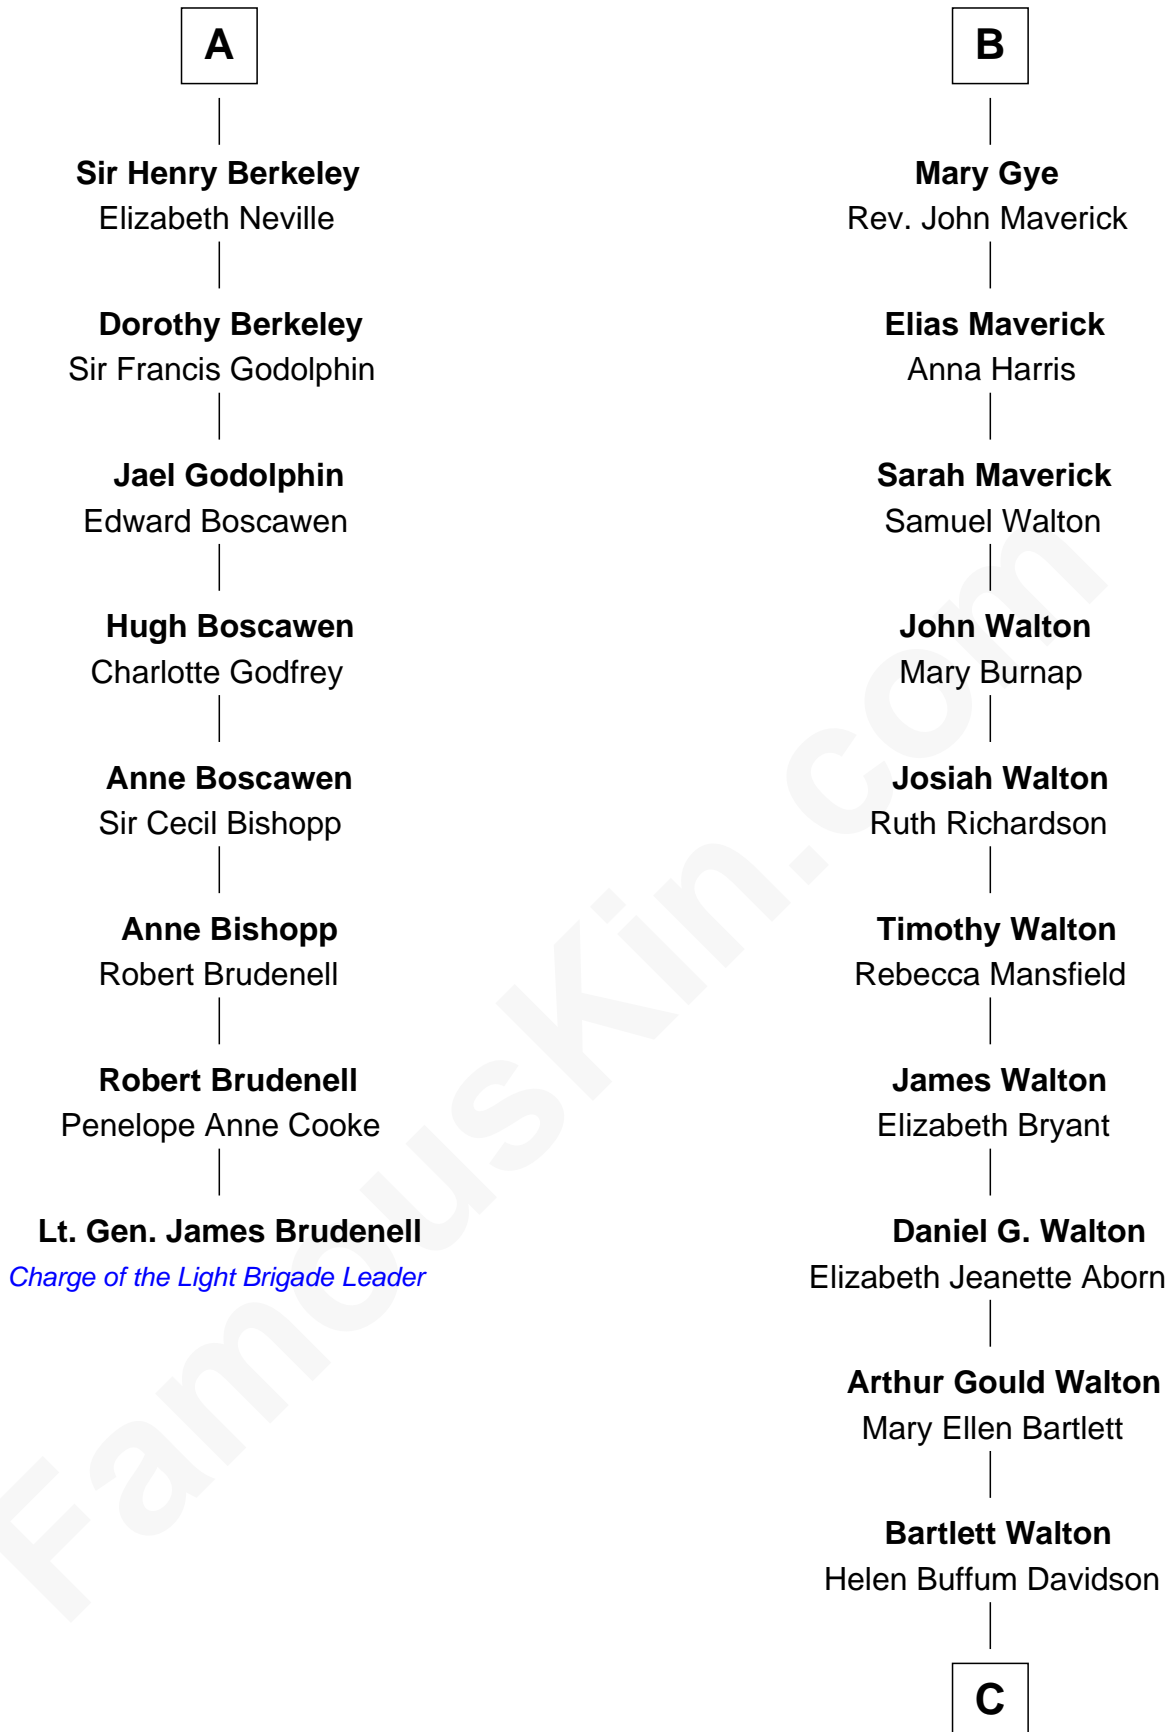 A
Sir Henry Berkeley
Elizabeth Neville
Dorothy Berkeley
Sir Francis Godolphin
Jael Godolphin
Edward Boscawen
Hugh Boscawen
Charlotte Godfrey
Anne Boscawen
Sir Cecil Bishopp
Anne Bishopp
Robert Brudenell
Robert Brudenell
Penelope Anne Cooke
Lt. Gen. James Brudenell
Charge of the Light Brigade Leader
B
Mary Gye
Rev. John Maverick
Elias Maverick
Anna Harris
Sarah Maverick
Samuel Walton
John Walton
Mary Burnap
Josiah Walton
Ruth Richardson
Timothy Walton
Rebecca Mansfield
James Walton
Elizabeth Bryant
Daniel G. Walton
Elizabeth Jeanette Aborn
Arthur Gould Walton
Mary Ellen Bartlett
Bartlett Walton
Helen Buffum Davidson
C
FamousKin.com